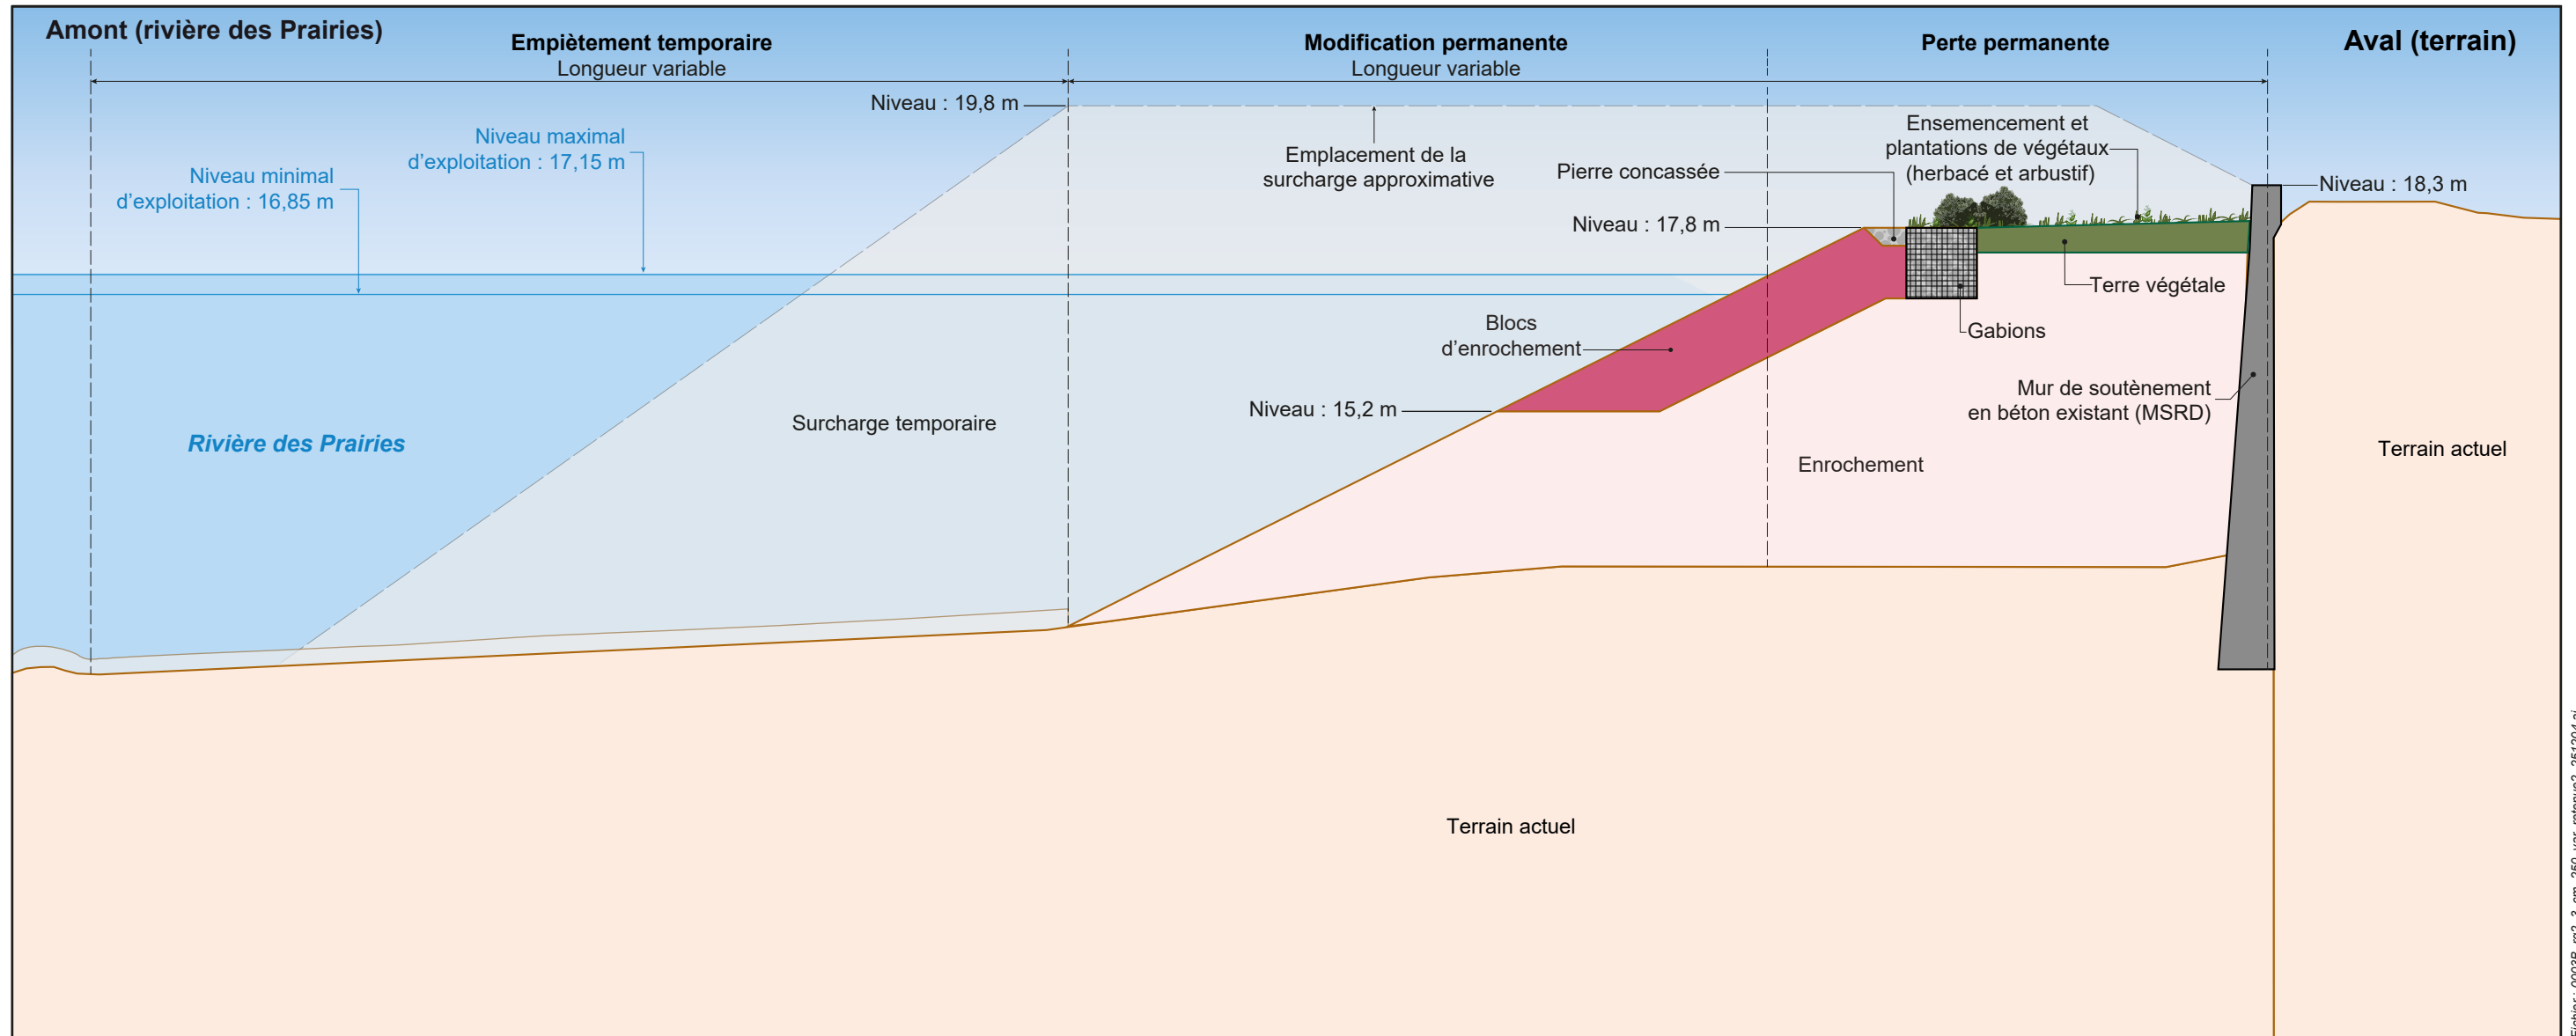 Amont (rivière des Prairies)
Empiètement temporaire
Longueur variable
Modification permanente
Longueur variable
Perte permanente
Aval (terrain)
Niveau : 19,8 m
Niveau maximal
d’exploitation : 17,15 m
Niveau minimal
d’exploitation : 16,85 m
Emplacement de la
surcharge approximative
Ensemencement et
plantations de végétaux
(herbacé et arbustif)
Pierre concassée
Niveau : 18,3 m
Niveau : 17,8 m
Terre végétale
Gabions
Blocs
d’enrochement
Mur de soutènement
en béton existant (MSRD)
Niveau : 15,2 m
Surcharge temporaire
Rivière des Prairies
Enrochement
Terrain actuel
Terrain actuel